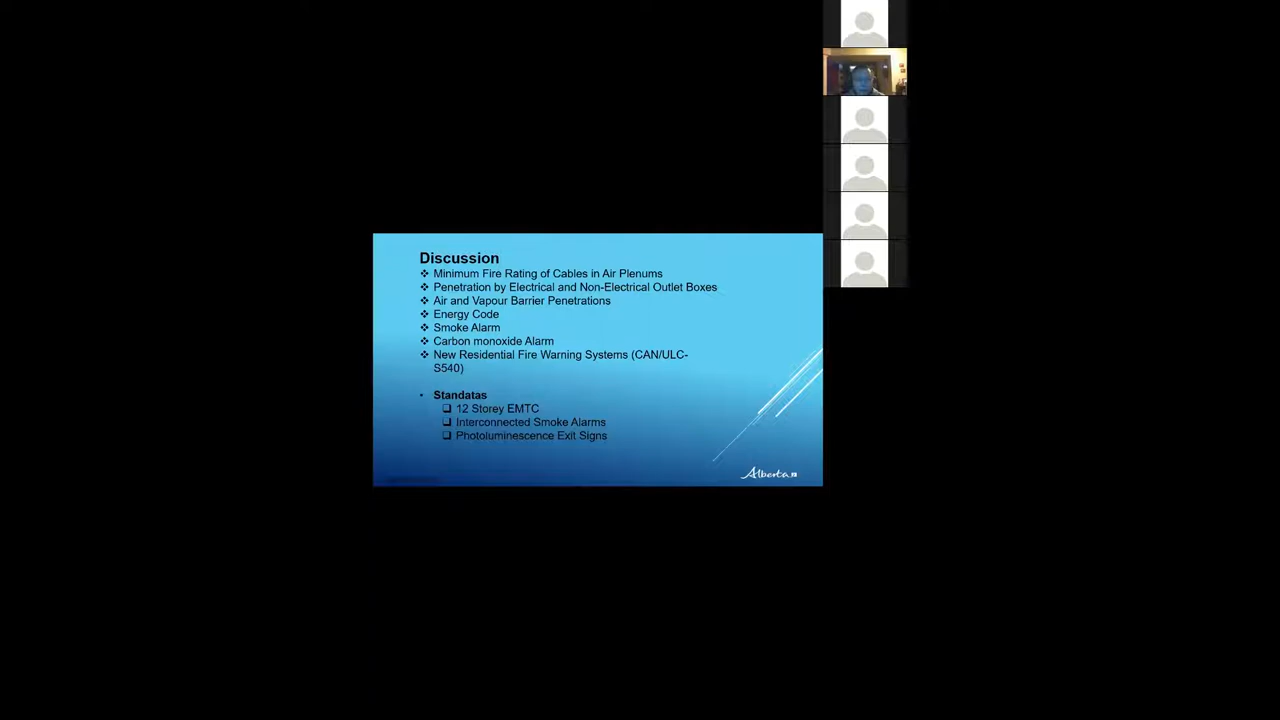 Discussion
❖ Minimum Fire Rating of Cables in Air Plenums
❖ Penetration by Electrical and Non-Electrical Outlet Boxes
❖ Air and Vapour Barrier Penetrations
❖ Energy Code
❖ Smoke Alarm
❖ Carbon monoxide Alarm
❖ New Residential Fire Warning Systems (CAN/ULC-
S540)
• Standatas
❑ 12 Storey EMTC
❑ Interconnected Smoke Alarms
❑ Photoluminescence Exit Signs
Alberta